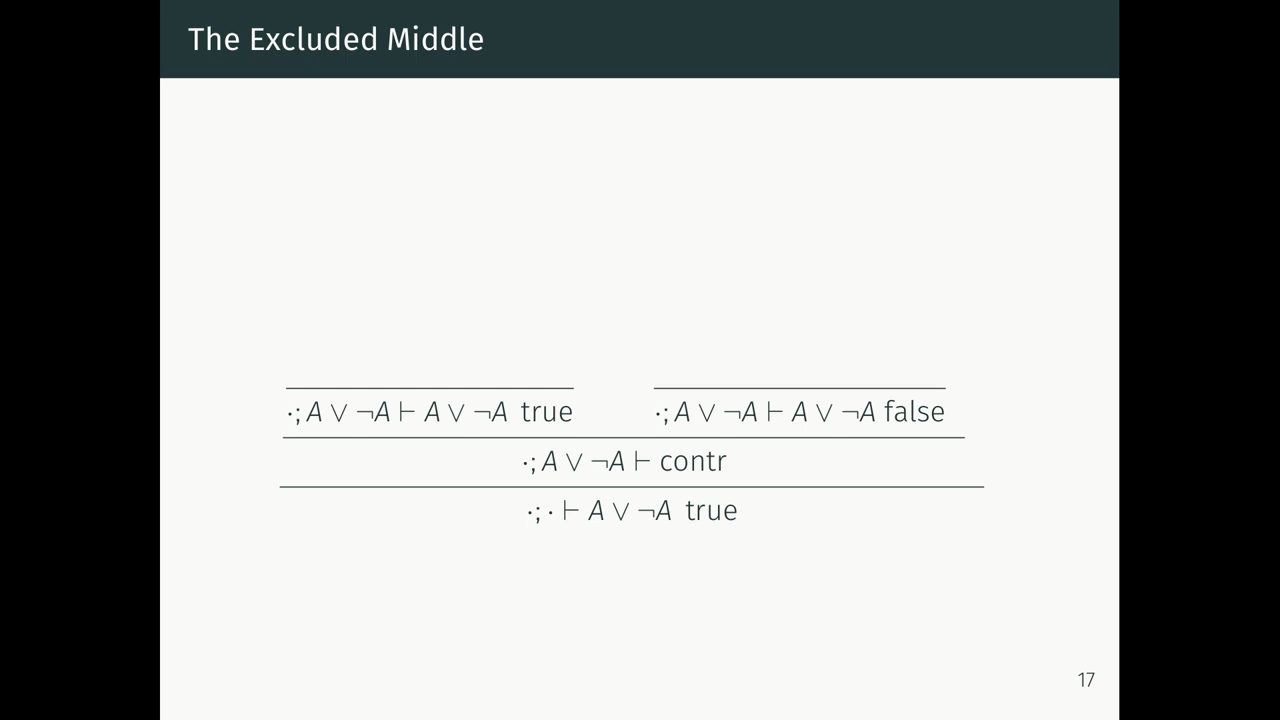 The Excluded Middle
·; A ∨ ¬A ⊢ A ∨ ¬A true ·; A ∨ ¬A ⊢ A ∨ ¬A false
·; A ∨ ¬A ⊢ contr
·; · ⊢ A ∨ ¬A true
17